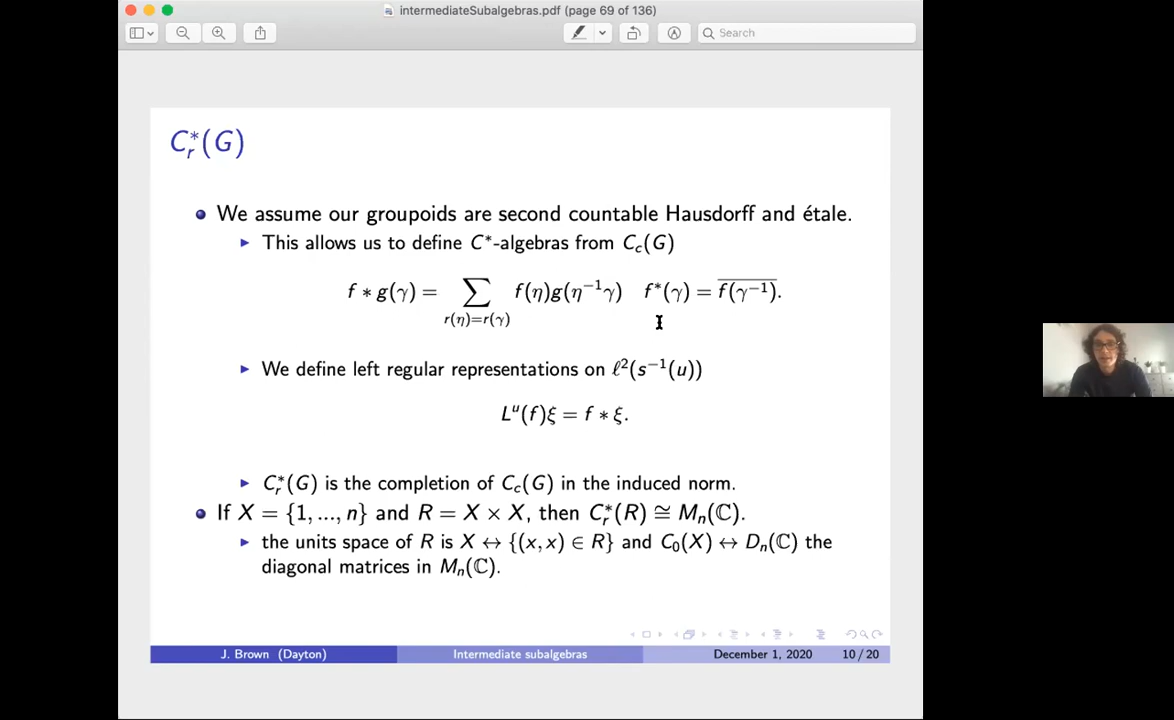 intermediateSubalgebras.pdf (page 69 of 136)
Search
C*_r(G)
• We assume our groupoids are second countable Hausdorff and étale.
▶ This allows us to define C*-algebras from C_c(G)
f ∗ g(γ) = ∑_{r(η)=r(γ)} f(η)g(η⁻¹γ) f*(γ) = \overline{f(γ⁻¹)}.
▶ We define left regular representations on ℓ²(s⁻¹(u))
L^u(f)ξ = f ∗ ξ.
▶ C*_r(G) is the completion of C_c(G) in the induced norm.
• If X = {1, ..., n} and R = X × X, then C*_r(R) ≅ M_n(ℂ).
▶ the units space of R is X ↔ {(x, x) ∈ R} and C_0(X) ↔ D_n(ℂ) the
diagonal matrices in M_n(ℂ).
J. Brown (Dayton) Intermediate subalgebras December 1, 2020 10 / 20